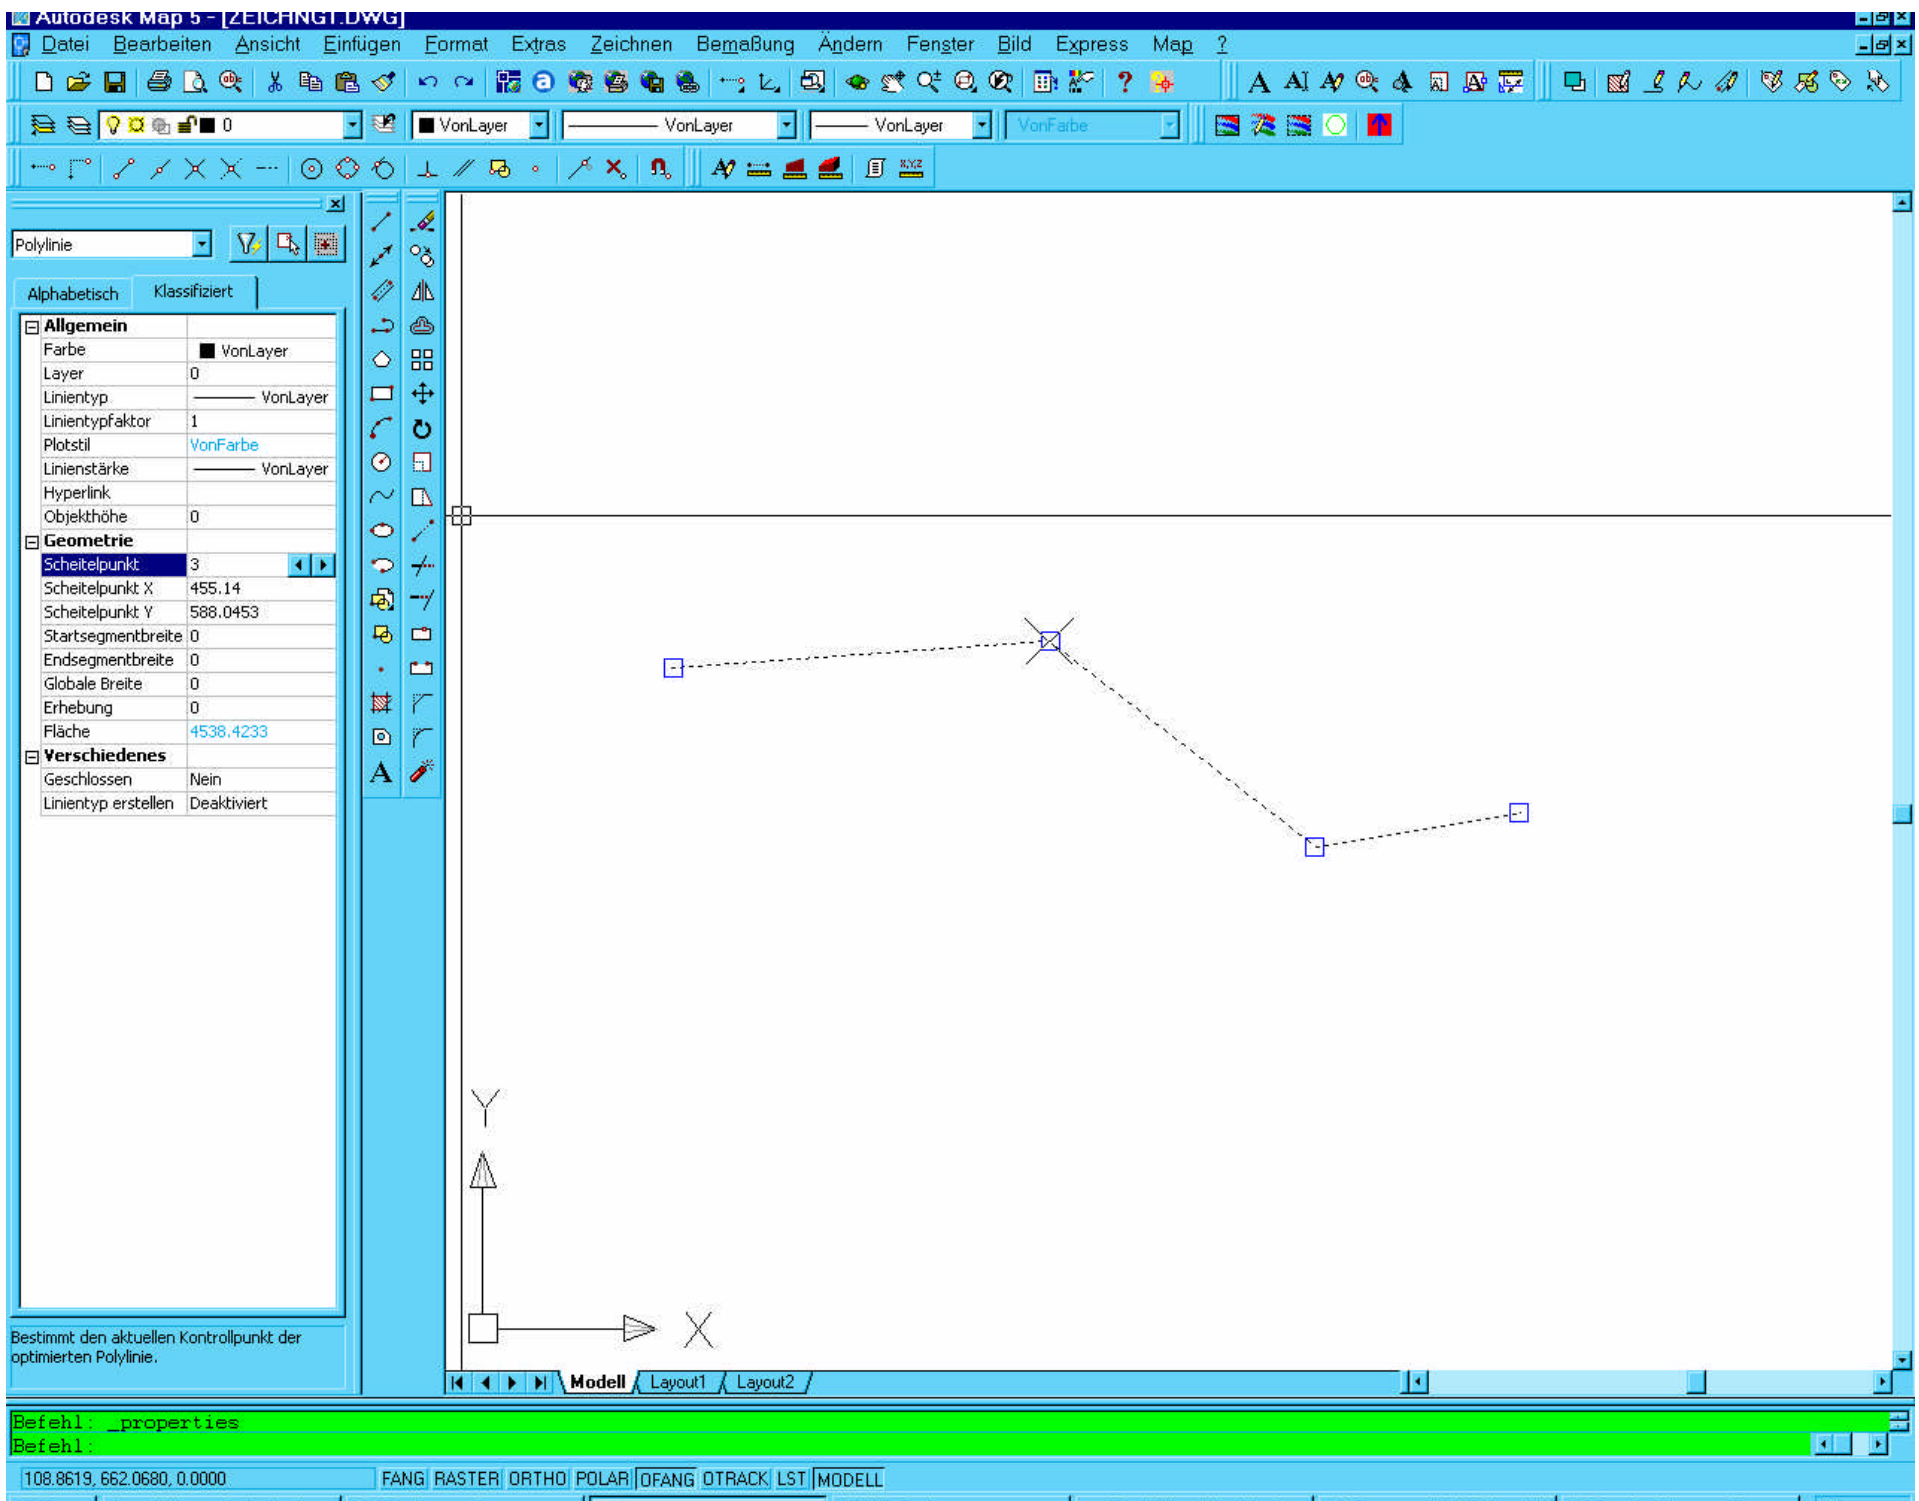 Autodesk Map 5 - [ZEICHNGT.DWG]
Datei Bearbeiten Ansicht Einfügen Format Extras Zeichnen Bemaßung Ändern Fenster Bild Express Map ?
0 VonLayer VonLayer VonLayer VonFarbe
Polylinie
Alphabetisch Klassifiziert
Allgemein
Farbe VonLayer
Layer 0
Linientyp VonLayer
Linientypfaktor 1
Plotstil VonFarbe
Linienstärke VonLayer
Hyperlink
Objekthöhe 0
Geometrie
Scheitelpunkt 3
Scheitelpunkt X 455.14
Scheitelpunkt Y 588.0453
Startsegmentbreite 0
Endsegmentbreite 0
Globale Breite 0
Erhebung 0
Fläche 4538.4233
Verschiedenes
Geschlossen Nein
Linientyp erstellen Deaktiviert
Bestimmt den aktuellen Kontrollpunkt der
optimierten Polylinie.
Y
X
Modell Layout1 Layout2
Befehl: _properties
Befehl:
108.8619, 662.0680, 0.0000 FANG RASTER ORTHO POLAR OFANG OTRACK LST MODELL